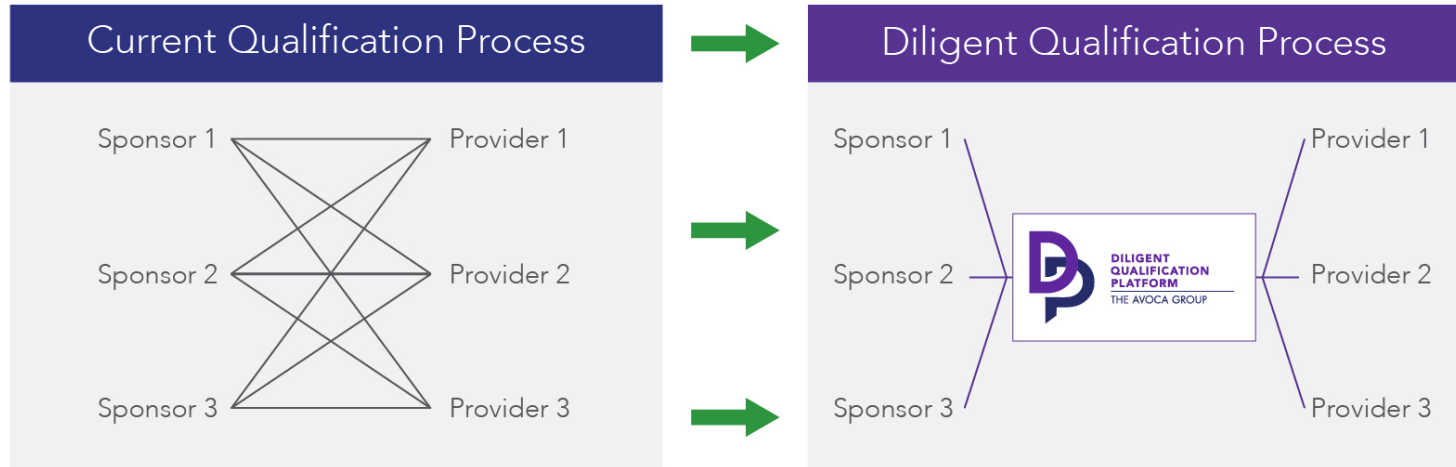 Current Qualification Process
Diligent Qualification Process
Sponsor 1
Provider 1
Sponsor 2
Provider 2
Sponsor 3
Provider 3
Sponsor 1
Provider 1
Sponsor 2
DP
DILIGENT
QUALIFICATION
PLATFORM
THE AVOCA GROUP
Provider 2
Sponsor 3
Provider 3